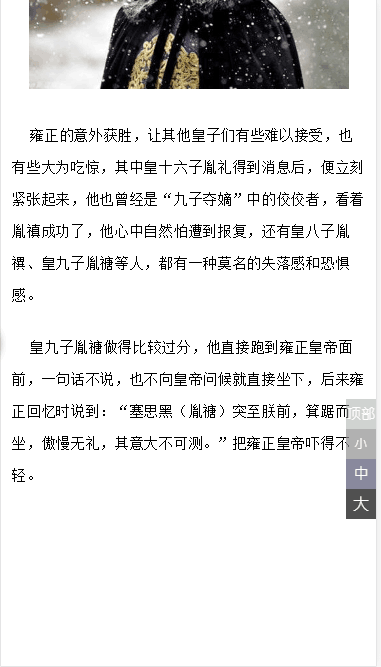 雍正的意外获胜，让其他皇子们有些难以接受，也
有些大为吃惊，其中皇十六子胤礼得到消息后，便立刻
紧张起来，他也曾经是“九子夺嫡”中的佼佼者，看着
胤禛成功了，他心中自然怕遭到报复，还有皇八子胤
禩、皇九子胤禟等人，都有一种莫名的失落感和恐惧
感。
皇九子胤禟做得比较过分，他直接跑到雍正皇帝面
前，一句话不说，也不向皇帝问候就直接坐下，后来雍
正回忆时说到：“塞思黑（胤禟）突至朕前，箕踞而
坐，傲慢无礼，其意大不可测。”把雍正皇帝吓得不
轻。
顶部
小
中
大